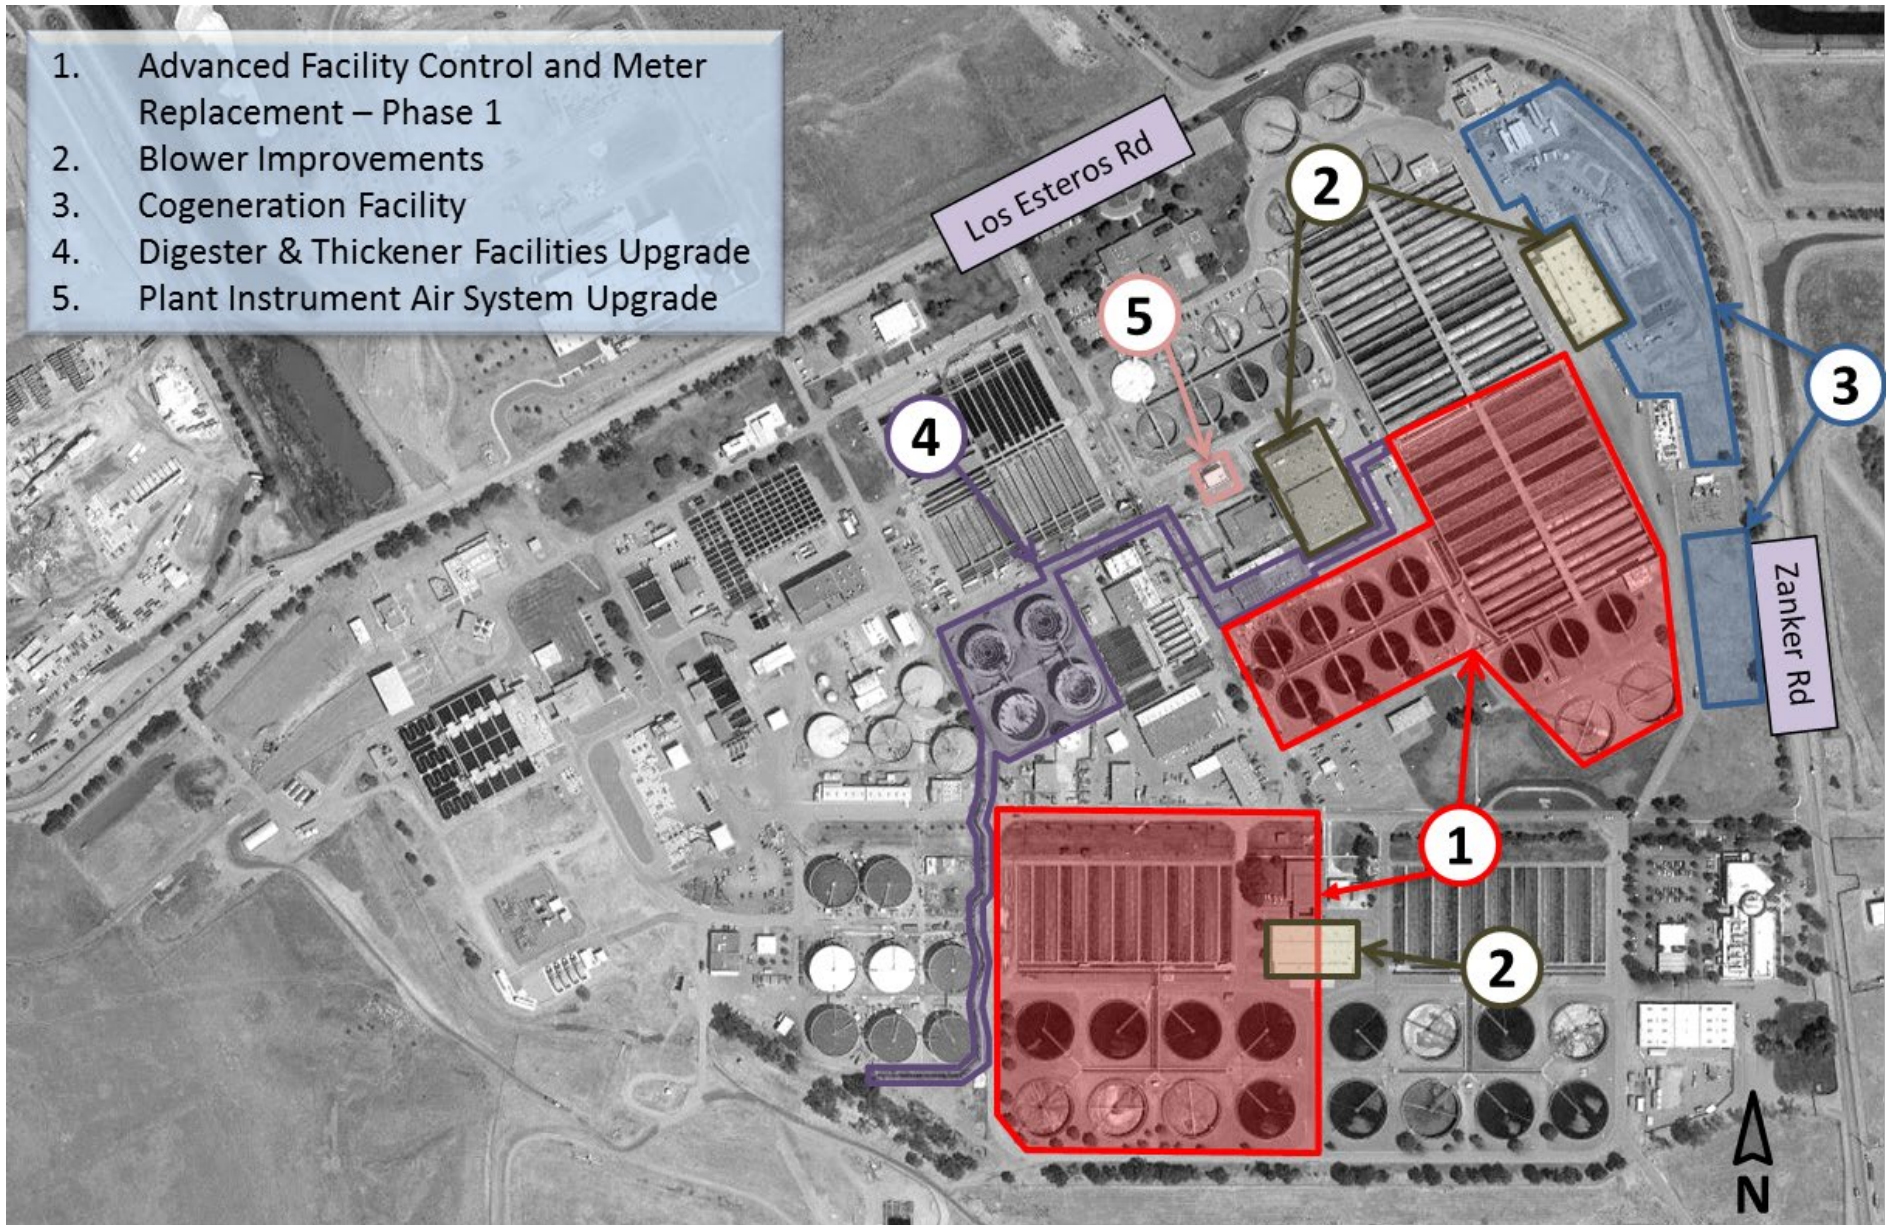 1. Advanced Facility Control and Meter
Replacement – Phase 1
2. Blower Improvements
3. Cogeneration Facility
4. Digester & Thickener Facilities Upgrade
5. Plant Instrument Air System Upgrade
Los Esteros Rd
2
5
3
4
Zanker Rd
1
2
N